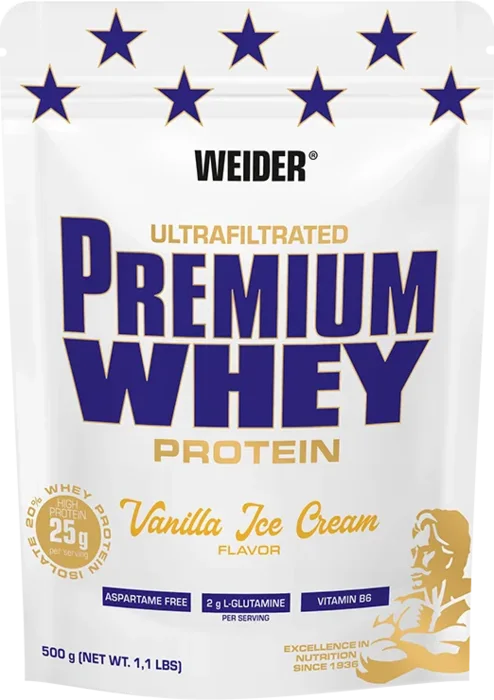 WEIDER®
ULTRAFILTRATED
PREMIUM
WHEY
PROTEIN
20% WHEY PROTEIN ISOLATE
HIGH
PROTEIN
25g
per serving
Vanilla Ice Cream
FLAVOR
ASPARTAME FREE
2 g L-GLUTAMINE
PER SERVING
VITAMIN B6
500 g (NET WT. 1,1 LBS)
EXCELLENCE IN
NUTRITION
SINCE 1936